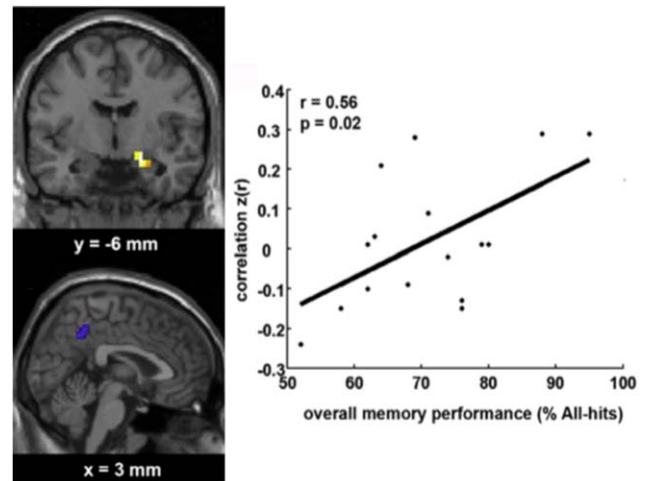 y = -6 mm
x = 3 mm
r = 0.56
p = 0.02
correlation z(r)
0.4
0.3
0.2
0.1
0
-0.1
-0.2
-0.3
50 60 70 80 90 100
overall memory performance (% All-hits)